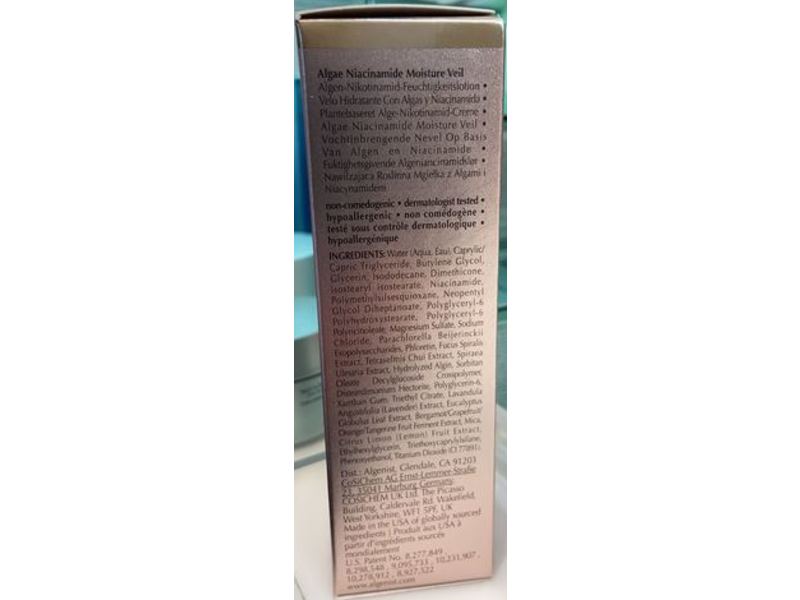 Algae Niacinamide Moisture Veil
Algen-Nikotinamid-Feuchtigkeitslotion •
Velo Hidratante Con Algas y Niacinamida •
Plantebaseret Alge-Nikotinamid-Creme •
Algae Niacinamide Moisture Veil •
Vochtinbrengende Nevel Op Basis
Van Algen en Niacinamide •
Fuktighetsgivende Algeniancinamidslør •
Nawilżająca Roślinna Mgiełka z Algami i
Niacynamidem
non-comedogenic • dermatologist tested •
hypoallergenic • non comédogène •
testé sous contrôle dermatologique •
hypoallergénique
INGREDIENTS: Water (Aqua, Eau), Caprylic/
Capric Triglyceride, Butylene Glycol,
Glycerin, Isododecane, Dimethicone,
Isostearyl Isostearate, Niacinamide,
Polymethylsilsesquioxane, Neopentyl
Glycol Diheptanoate, Polyglyceryl-6
Polyhydroxystearate, Polyglyceryl-6
Polyricinoleate, Magnesium Sulfate, Sodium
Chloride, Parachlorella Beijerinckii
Exopolysaccharides, Phloretin, Fucus Spiralis
Extract, Tetraselmis Chui Extract, Spiraea
Ulmaria Extract, Hydrolyzed Algin, Sorbitan
Oleate Decylglucoside Crosspolymer,
Disteardimonium Hectorite, Polyglycerin-6,
Xanthan Gum, Triethyl Citrate, Lavandula
Angustifolia (Lavender) Extract, Eucalyptus
Globulus Leaf Extract, Bergamot/Grapefruit/
Orange/Tangerine Fruit Ferment Extract, Mica,
Citrus Limon (Lemon) Fruit Extract,
Ethylhexylglycerin, Triethoxycaprylylsilane,
Phenoxyethanol, Titanium Dioxide (CI 77891).
Dist.: Algenist, Glendale, CA 91203
CoSiChem AG Ernst-Lemmer-Straße
23, 35041 Marburg Germany.
COSICHEM UK Ltd. The Picasso
Building, Caldervale Rd. Wakefield,
West Yorkshire, WF1 5PF, UK
Made in the USA of globally sourced
ingredients | Produit aux USA à
partir d'ingrédients sourcés
mondialement
U.S. Patent No. 8,277,849 ,
8,298,548 , 9,095,733 , 10,233,907 ,
10,278,912 , 8,927,522
www.algenist.com